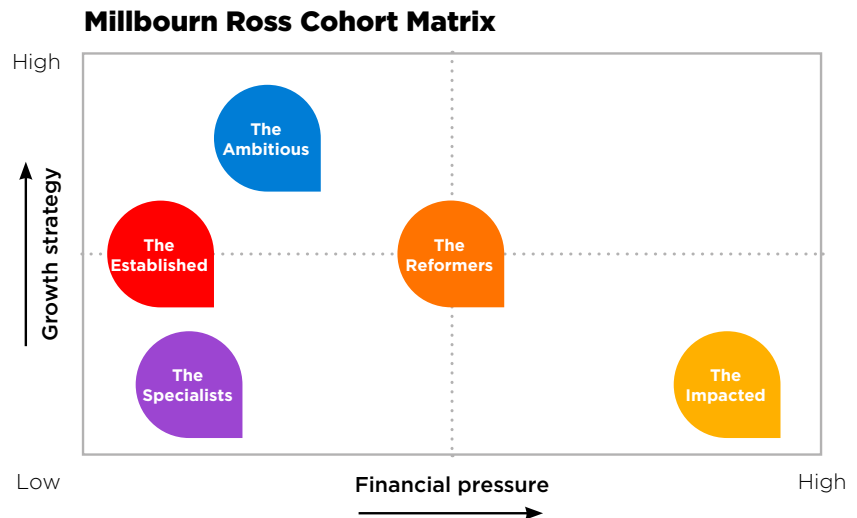 Millbourn Ross Cohort Matrix
High
The
Ambitious
Growth strategy
The
Established
The
Reformers
The
Specialists
The
Impacted
Low
Financial pressure
High